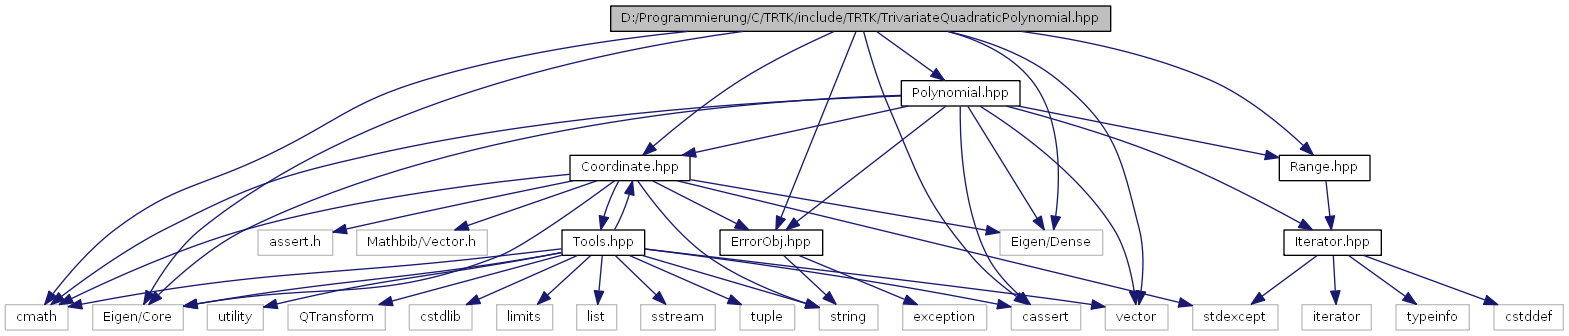 D:/Programmierung/C/TRTK/include/TRTK/TrivariateQuadraticPolynomial.hpp
Polynomial.hpp
Coordinate.hpp
Range.hpp
assert.h
Mathbib/Vector.h
Tools.hpp
ErrorObj.hpp
Eigen/Dense
Iterator.hpp
cmath
Eigen/Core
utility
QTransform
cstdlib
limits
list
sstream
tuple
string
exception
cassert
vector
stdexcept
iterator
typeinfo
cstddef